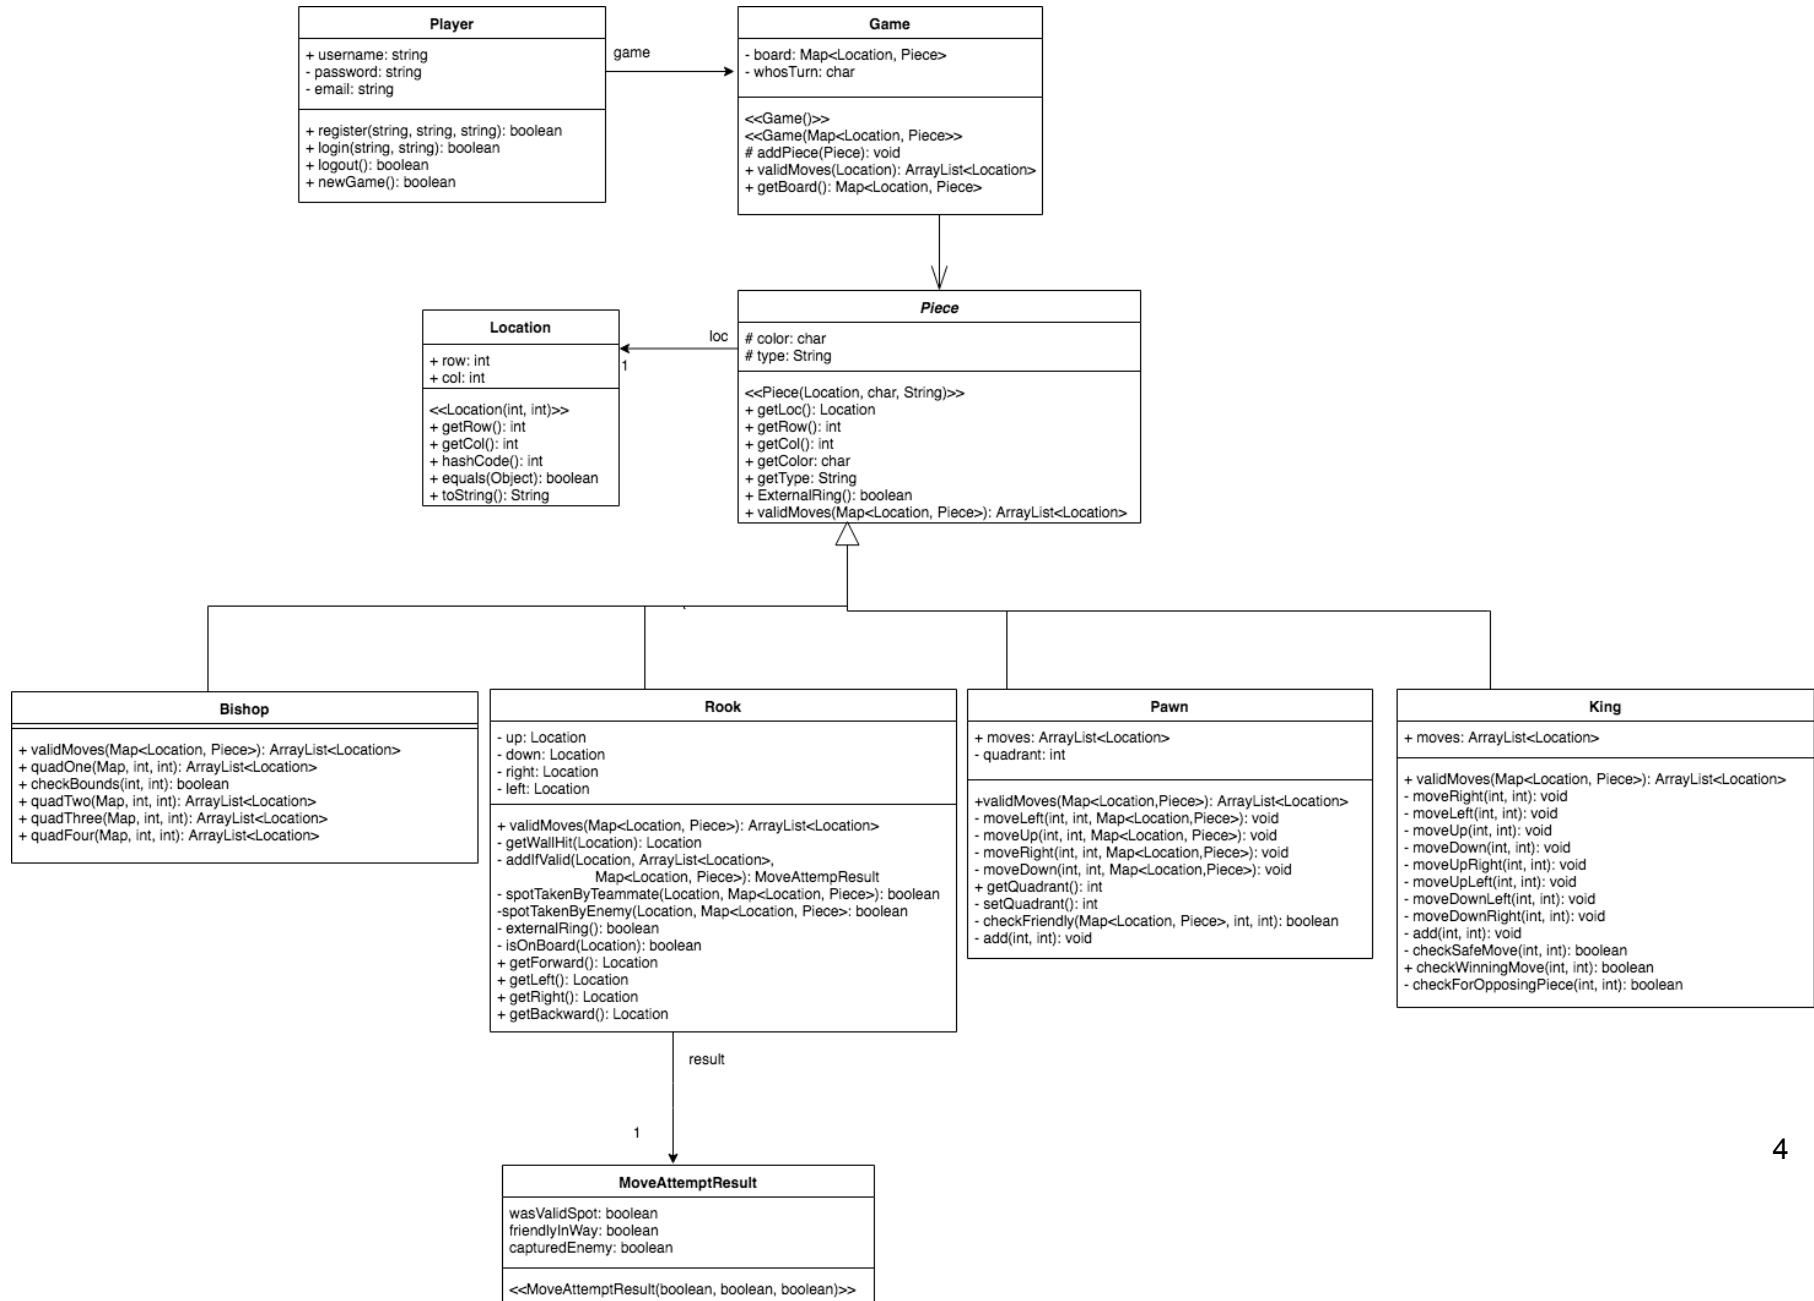 Player
+ username: string
- password: string
- email: string
+ register(string, string, string): boolean
+ login(string, string): boolean
+ logout(): boolean
+ newGame(): boolean
game
Game
- board: Map<Location, Piece>
- whosTurn: char
<<Game()>>
<<Game(Map<Location, Piece>>
# addPiece(Piece): void
+ validMoves(Location): ArrayList<Location>
+ getBoard(): Map<Location, Piece>
Location
+ row: int
+ col: int
<<Location(int, int)>>
+ getRow(): int
+ getCol(): int
+ hashCode(): int
+ equals(Object): boolean
+ toString(): String
loc
1
Piece
# color: char
# type: String
<<Piece(Location, char, String)>>
+ getLoc(): Location
+ getRow(): int
+ getCol(): int
+ getColor: char
+ getType: String
+ ExternalRing(): boolean
+ validMoves(Map<Location, Piece>): ArrayList<Location>
Bishop
+ validMoves(Map<Location, Piece>): ArrayList<Location>
+ quadOne(Map, int, int): ArrayList<Location>
+ checkBounds(int, int): boolean
+ quadTwo(Map, int, int): ArrayList<Location>
+ quadThree(Map, int, int): ArrayList<Location>
+ quadFour(Map, int, int): ArrayList<Location>
Rook
- up: Location
- down: Location
- right: Location
- left: Location
+ validMoves(Map<Location, Piece>): ArrayList<Location>
- getWallHit(Location): Location
- addIfValid(Location, ArrayList<Location>,
Map<Location, Piece>): MoveAttempResult
- spotTakenByTeammate(Location, Map<Location, Piece>): boolean
-spotTakenByEnemy(Location, Map<Location, Piece>: boolean
- externalRing(): boolean
- isOnBoard(Location): boolean
+ getForward(): Location
+ getLeft(): Location
+ getRight(): Location
+ getBackward(): Location
Pawn
+ moves: ArrayList<Location>
- quadrant: int
+validMoves(Map<Location,Piece>): ArrayList<Location>
- moveLeft(int, int, Map<Location,Piece>): void
- moveUp(int, int, Map<Location, Piece>): void
- moveRight(int, int, Map<Location,Piece>): void
- moveDown(int, int, Map<Location,Piece>): void
+ getQuadrant(): int
- setQuadrant(): int
- checkFriendly(Map<Location, Piece>, int, int): boolean
- add(int, int): void
King
+ moves: ArrayList<Location>
+ validMoves(Map<Location, Piece>): ArrayList<Location>
- moveRight(int, int): void
- moveLeft(int, int): void
- moveUp(int, int): void
- moveDown(int, int): void
- moveUpRight(int, int): void
- moveUpLeft(int, int): void
- moveDownLeft(int, int): void
- moveDownRight(int, int): void
- add(int, int): void
- checkSafeMove(int, int): boolean
+ checkWinningMove(int, int): boolean
- checkForOpposingPiece(int, int): boolean
result
1
MoveAttemptResult
wasValidSpot: boolean
friendlyInWay: boolean
capturedEnemy: boolean
<<MoveAttemptResult(boolean, boolean, boolean)>>
4